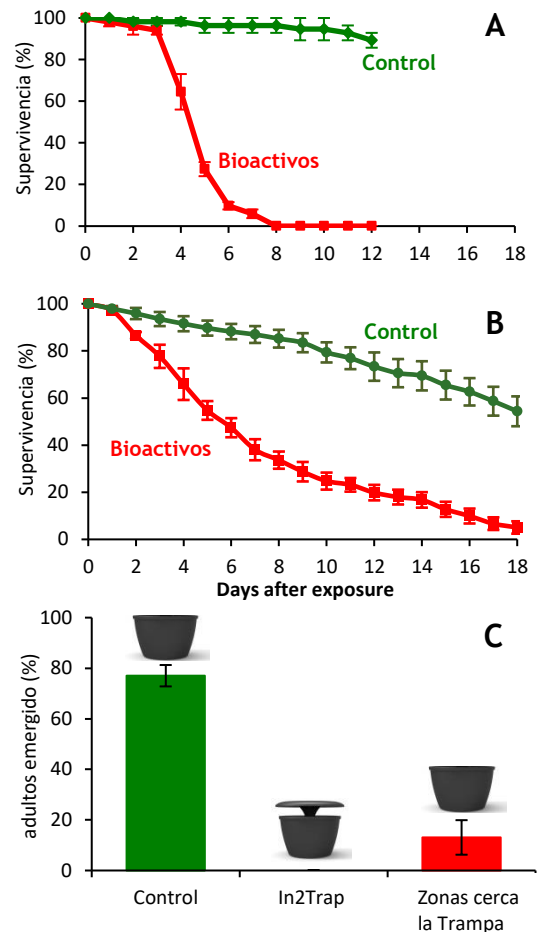 A
Supervivencia (%)
100
80
60
40
20
0
Control
Bioactivos
0 2 4 6 8 10 12 14 16 18
B
Supervivencia (%)
100
80
60
40
20
0
Control
Bioactivos
0 2 4 6 8 10 12 14 16 18
Days after exposure
C
adultos emergido (%)
100
80
60
40
20
0
Control In2Trap Zonas cerca
la Trampa